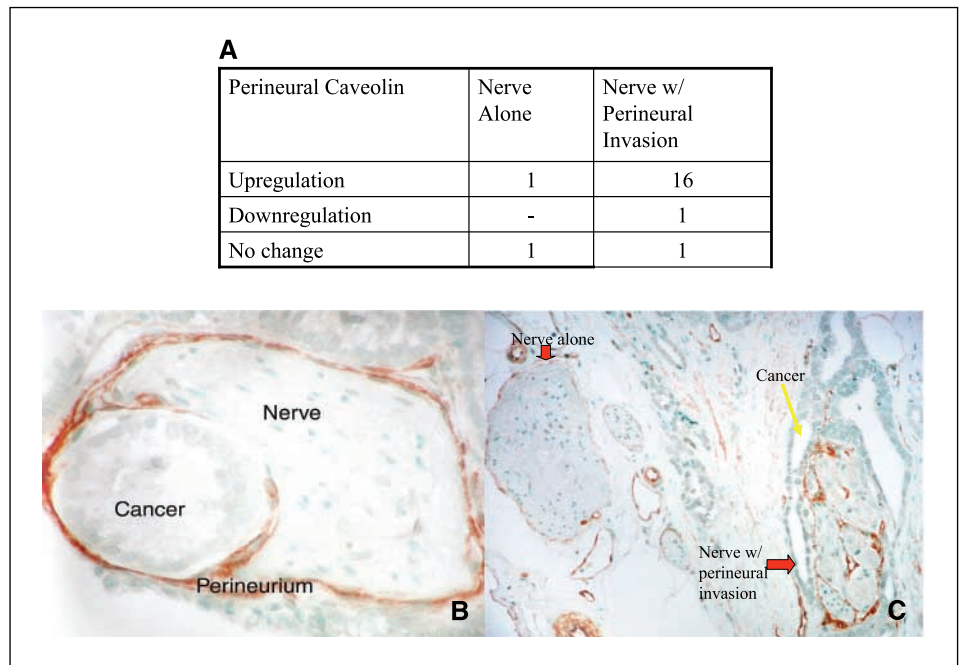 A
Perineural Caveolin
Nerve
Alone
Nerve w/
Perineural
Invasion
Upregulation 1 16
Downregulation - 1
No change 1 1
Nerve
Cancer
Perineurium
B
Nerve alone
Cancer
Nerve w/
perineural
invasion
C